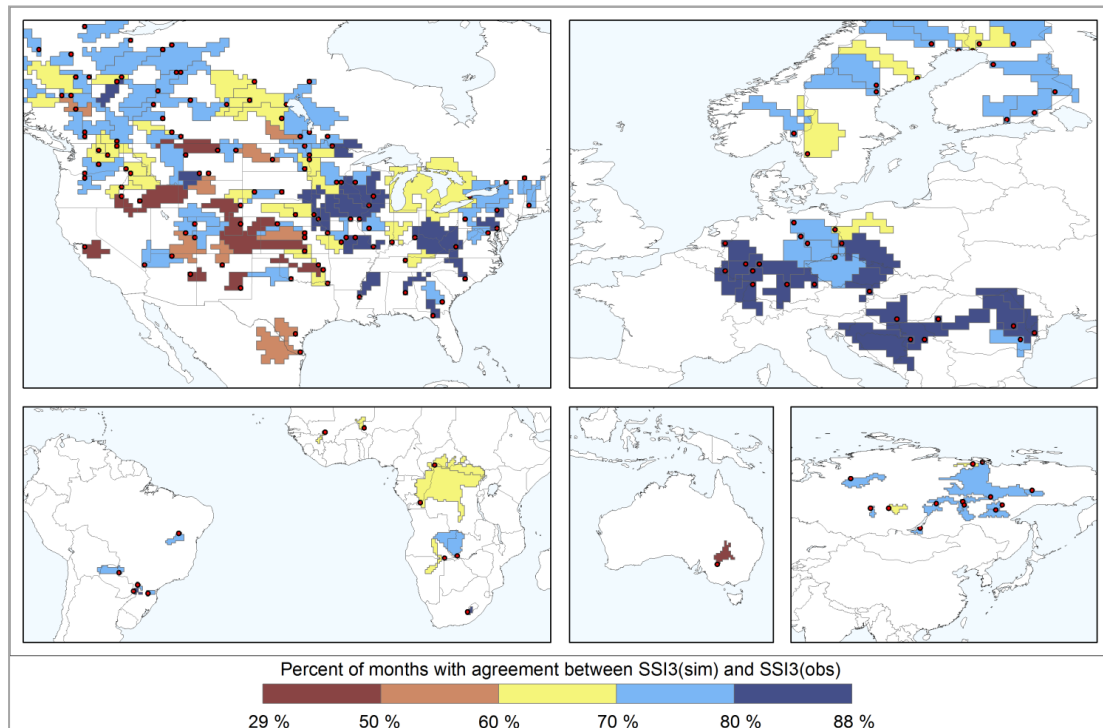 Percent of months with agreement between SSI3(sim) and SSI3(obs)
29 % 50 % 60 % 70 % 80 % 88 %